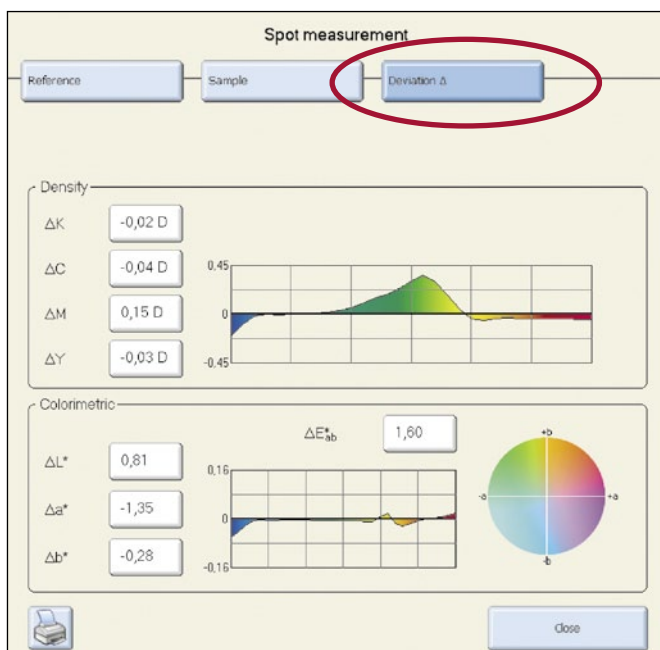 Spot measurement
Reference Sample Deviation Δ
Density
ΔK -0,02 D
ΔC -0,04 D
ΔM 0,15 D
ΔY -0,03 D
0.45
0
-0.45
Colorimetric
ΔE*ab 1,60
ΔL* 0,81
Δa* -1,35
Δb* -0,28
0,16
0
-0,16
+b
-a +a
-b
Close